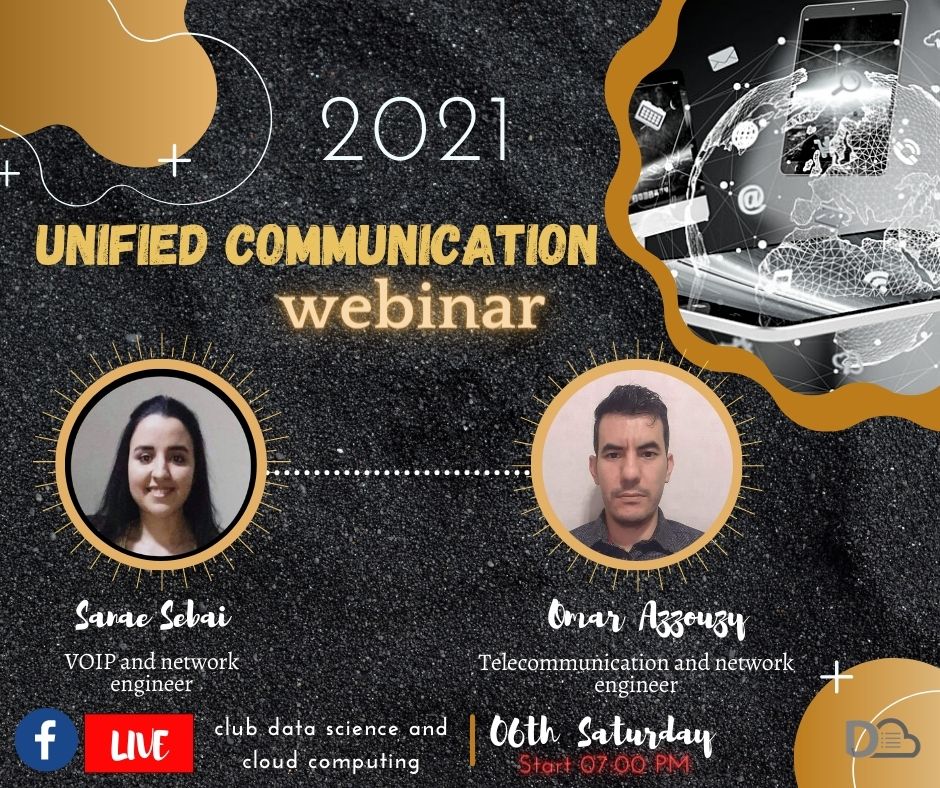 2021
UNIFIED COMMUNICATION
webinar
Sanae Sebai
VOIP and network
engineer
Omar Azzouzy
Telecommunication and network
engineer
LIVE
club data science and
cloud computing
06th Saturday
Start 07:00 PM